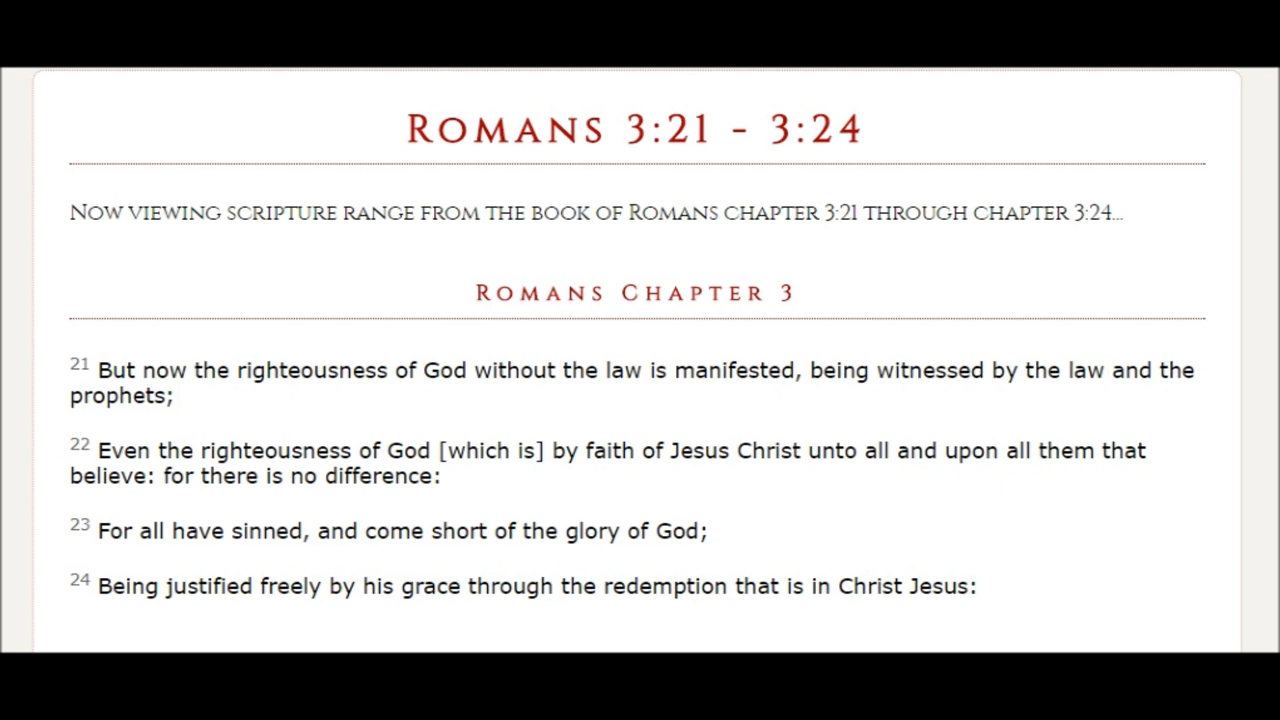 Romans 3:21 - 3:24
Now viewing scripture range from the book of Romans chapter 3:21 through chapter 3:24...
Romans Chapter 3
21 But now the righteousness of God without the law is manifested, being witnessed by the law and the
prophets;
22 Even the righteousness of God [which is] by faith of Jesus Christ unto all and upon all them that
believe: for there is no difference:
23 For all have sinned, and come short of the glory of God;
24 Being justified freely by his grace through the redemption that is in Christ Jesus: